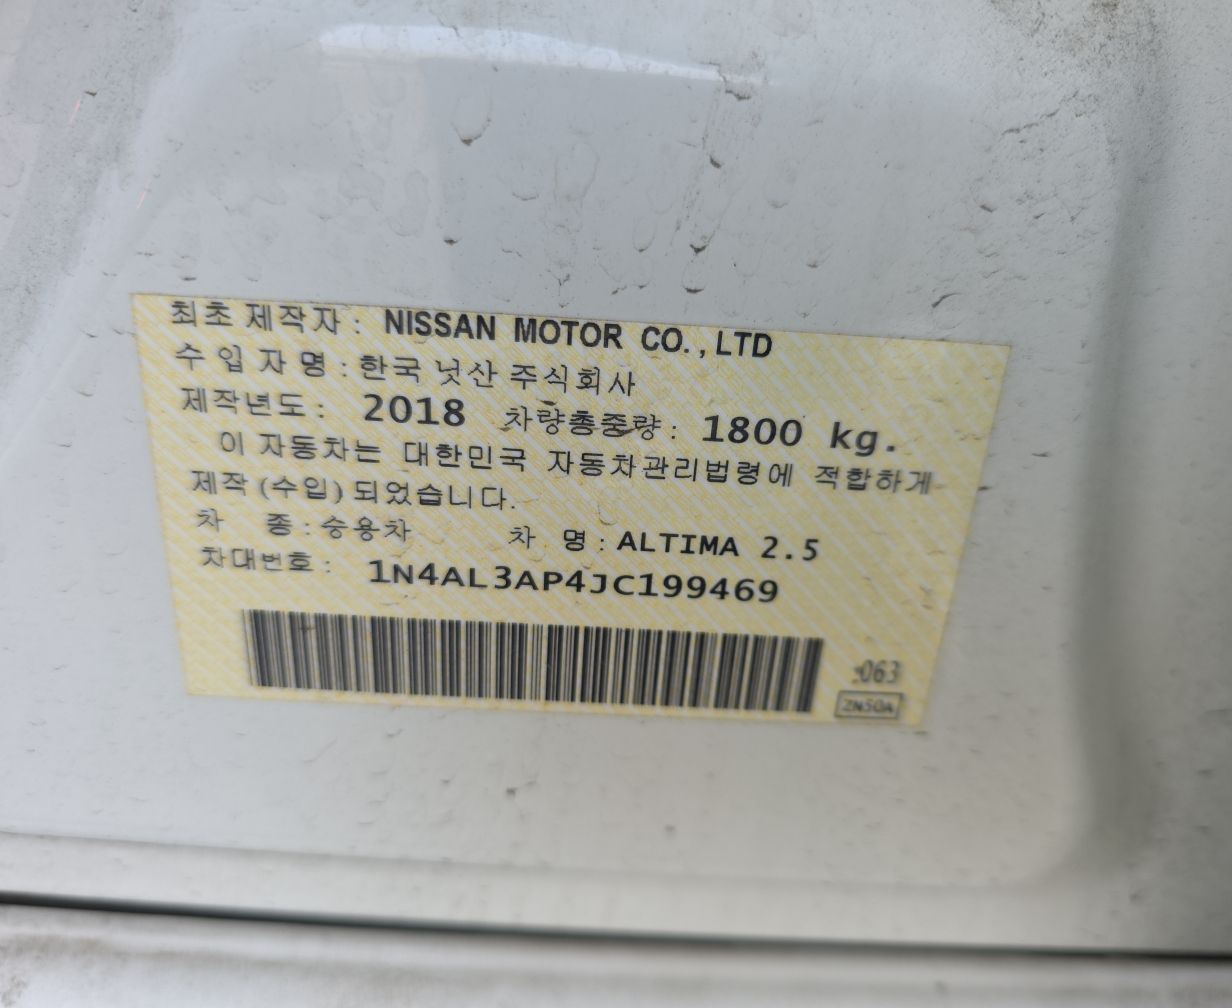 최초 제작자 : NISSAN MOTOR CO., LTD
수 입 자 명 : 한국 닛산 주식회사
제작년도 : 2018 차량총중량 : 1800 kg.
이 자동차는 대한민국 자동차관리법령에 적합하게
제작 (수입) 되었습니다.
차 종 : 승용차 차 명 : ALTIMA 2.5
차대번호 : 1N4AL3AP4JC199469
:063
ZN50A